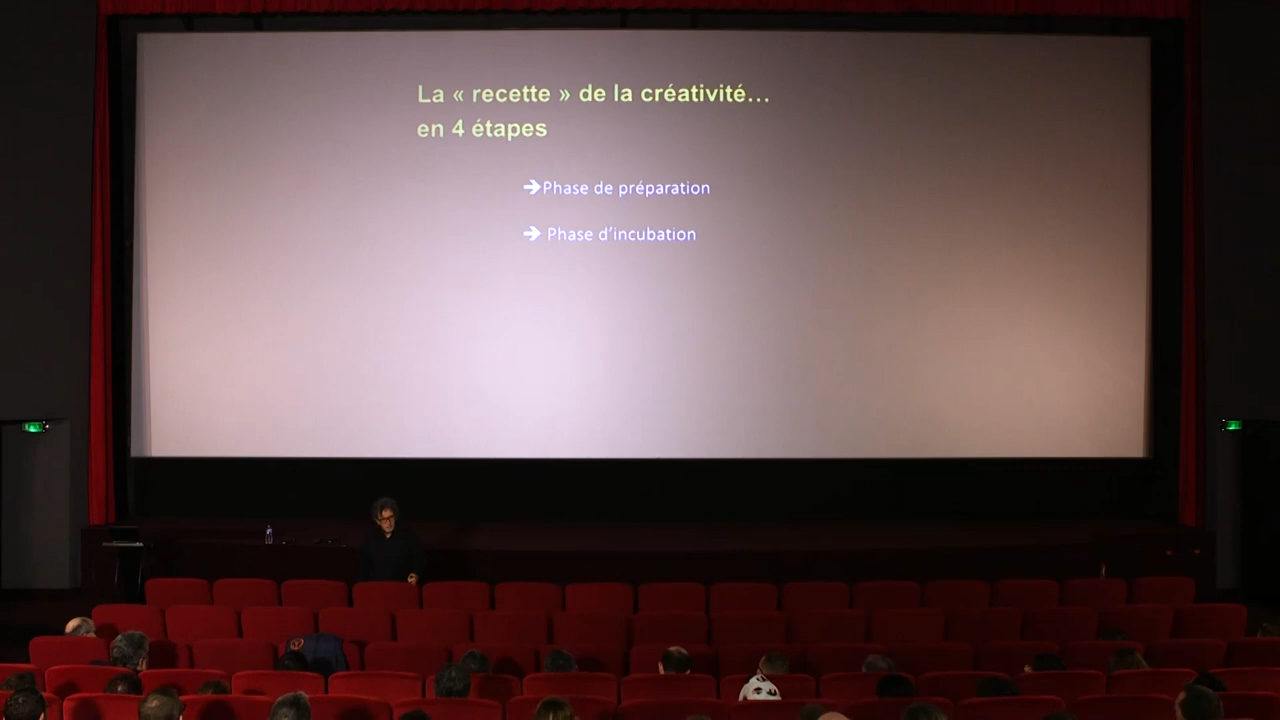 La « recette » de la créativité…
en 4 étapes
➔Phase de préparation
➔ Phase d’incubation